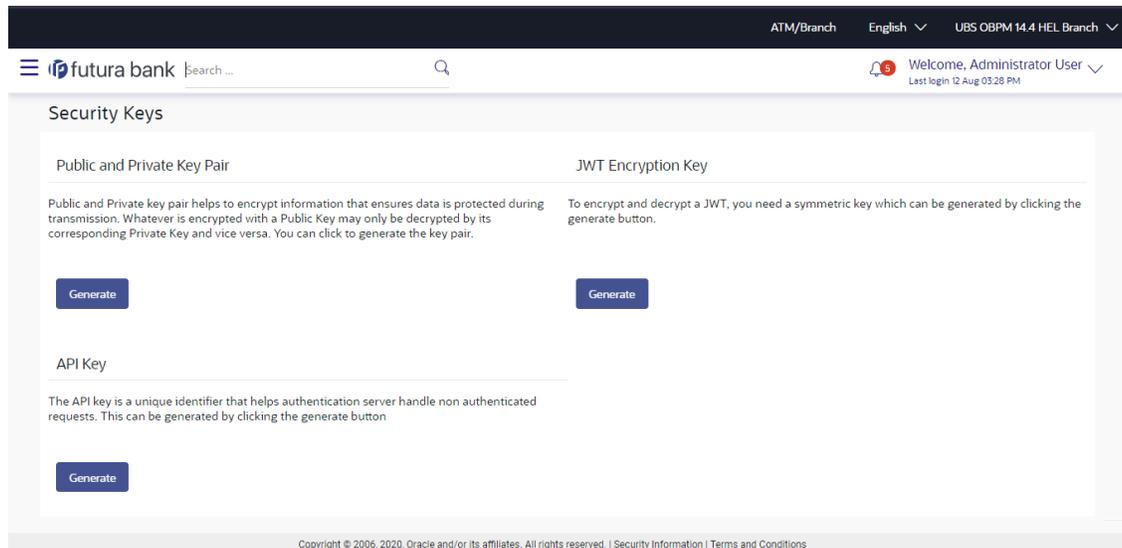 ATM/Branch English UBS OBPM 14.4 HEL Branch
futura bank Search ... 5 Welcome, Administrator User
Last login 12 Aug 03:28 PM
Security Keys
Public and Private Key Pair
Public and Private key pair helps to encrypt information that ensures data is protected during
transmission. Whatever is encrypted with a Public Key may only be decrypted by its
corresponding Private Key and vice versa. You can click to generate the key pair.
Generate
JWT Encryption Key
To encrypt and decrypt a JWT, you need a symmetric key which can be generated by clicking the
generate button.
Generate
API Key
The API key is a unique identifier that helps authentication server handle non authenticated
requests. This can be generated by clicking the generate button
Generate
Copyright © 2006, 2020, Oracle and/or its affiliates. All rights reserved. | Security Information | Terms and Conditions